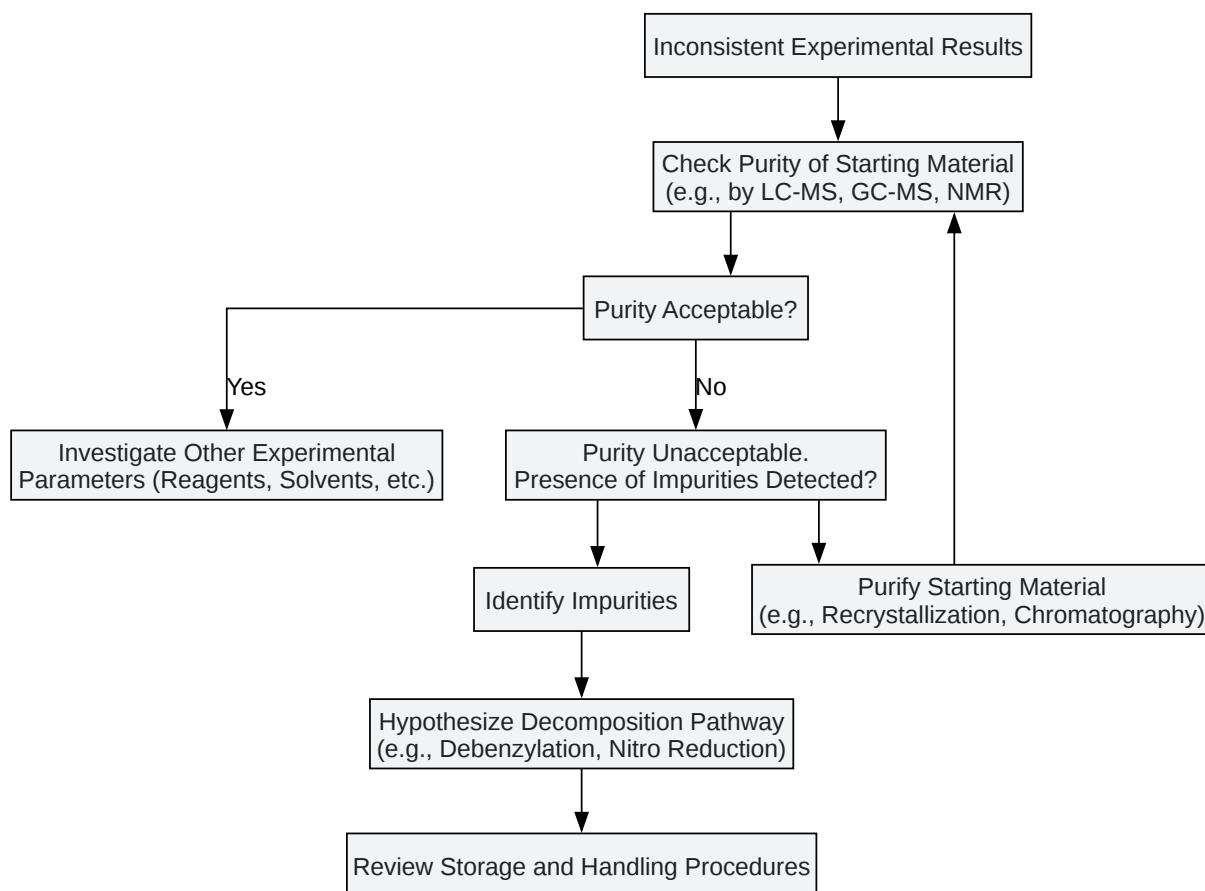 Inconsistent Experimental Results
Check Purity of Starting Material
(e.g., by LC-MS, GC-MS, NMR)
Purity Acceptable?
Yes
No
Investigate Other Experimental
Parameters (Reagents, Solvents, etc.)
Purity Unacceptable.
Presence of Impurities Detected?
Identify Impurities
Purify Starting Material
(e.g., Recrystallization, Chromatography)
Hypothesize Decomposition Pathway
(e.g., Debenzylation, Nitro Reduction)
Review Storage and Handling Procedures